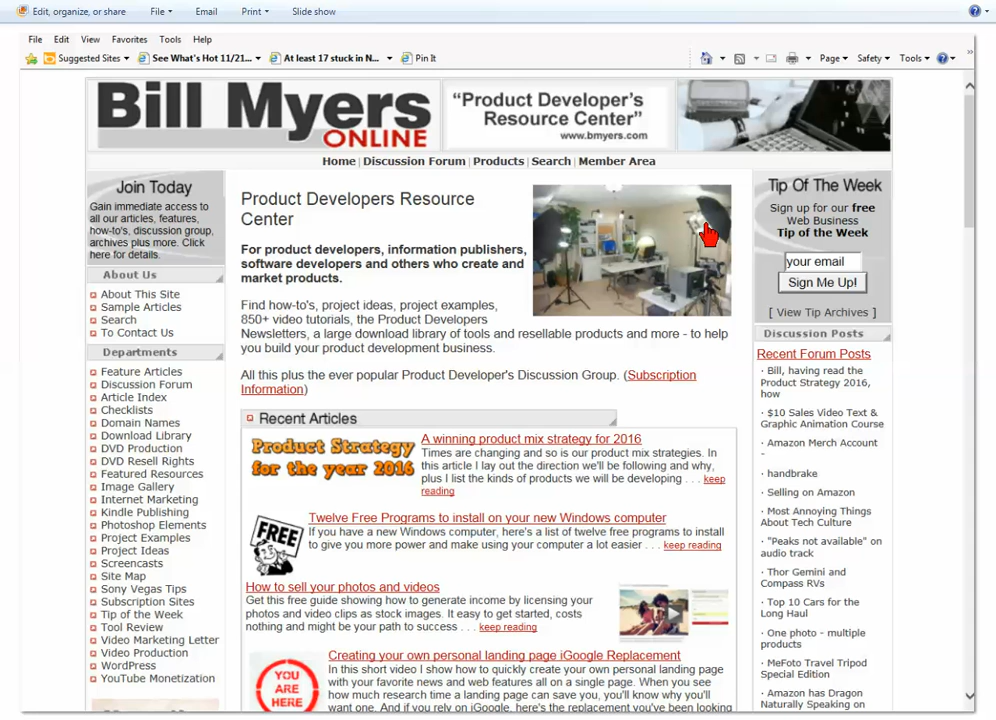 Edit, organize, or share File Email Print Slide show
File Edit View Favorites Tools Help
Suggested Sites See What's Hot 11/21... At least 17 stuck in N... Pin It Page Safety Tools
Bill Myers
ONLINE
"Product Developer's
Resource Center"
www.bmyers.com
Home | Discussion Forum | Products | Search | Member Area
Join Today
Gain immediate access to
all our articles, features,
how-to's, discussion group,
archives plus more. Click
here for details.
About Us
About This Site
Sample Articles
Search
To Contact Us
Departments
Feature Articles
Discussion Forum
Article Index
Checklists
Domain Names
Download Library
DVD Production
DVD Resell Rights
Featured Resources
Image Gallery
Internet Marketing
Kindle Publishing
Photoshop Elements
Project Examples
Project Ideas
Screencasts
Site Map
Sony Vegas Tips
Subscription Sites
Tip of the Week
Tool Review
Video Marketing Letter
Video Production
WordPress
YouTube Monetization
Product Developers Resource
Center
For product developers, information publishers,
software developers and others who create and
market products.
Find how-to's, project ideas, project examples,
850+ video tutorials, the Product Developers
Newsletters, a large download library of tools and resellable products and more - to help
you build your product development business.
All this plus the ever popular Product Developer's Discussion Group. (Subscription
Information)
Recent Articles
Product Strategy
for the year 2016
A winning product mix strategy for 2016
Times are changing and so is our product mix strategies. In
this article I lay out the direction we'll be following and why,
plus I list the kinds of products we will be developing . . . keep
reading
FREE
Twelve Free Programs to install on your new Windows computer
If you have a new Windows computer, here's a list of twelve free programs to install
to give you more power and make using your computer a lot easier . . . keep reading
How to sell your photos and videos
Get this free guide showing how to generate income by licensing your
photos and video clips as stock images. It easy to get started, costs
nothing and might be your path to success . . . keep reading
YOU
ARE
HERE
Creating your own personal landing page iGoogle Replacement
In this short video I show how to quickly create your own personal landing page
with your favorite news and web features all on a single page. When you see
how much research time a landing page can save you, you'll know why you'll
want one. And if you rely on iGoogle, here's the replacement you've been looking
Tip Of The Week
Sign up for our free
Web Business
Tip of the Week
your email
Sign Me Up!
[ View Tip Archives ]
Discussion Posts
Recent Forum Posts
· Bill, having read the
Product Strategy 2016,
how
· $10 Sales Video Text &
Graphic Animation Course
· Amazon Merch Account
-
· handbrake
· Selling on Amazon
· Most Annoying Things
About Tech Culture
· "Peaks not available" on
audio track
· Thor Gemini and
Compass RVs
· Top 10 Cars for the
Long Haul
· One photo - multiple
products
· MeFoto Travel Tripod
Special Edition
· Amazon has Dragon
Naturally Speaking on